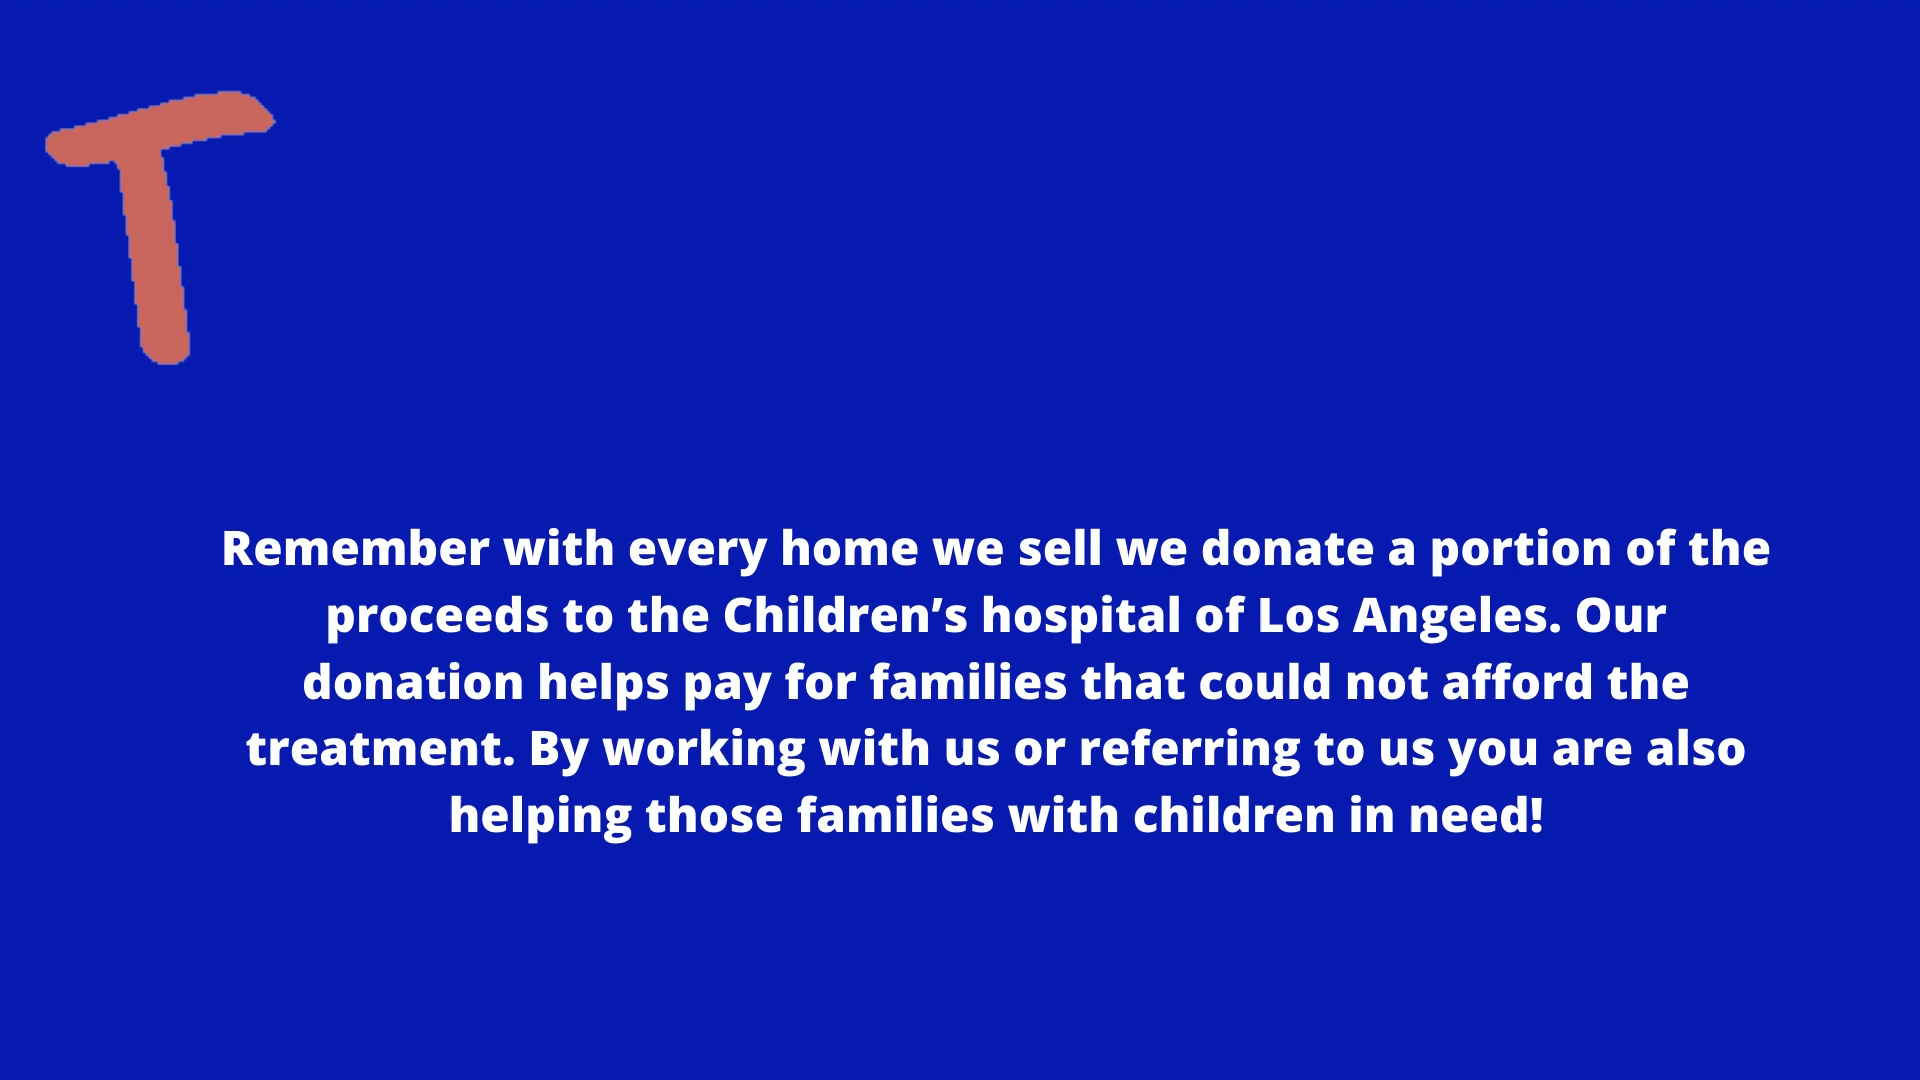 T
Remember with every home we sell we donate a portion of the
proceeds to the Children’s hospital of Los Angeles. Our
donation helps pay for families that could not afford the
treatment. By working with us or referring to us you are also
helping those families with children in need!